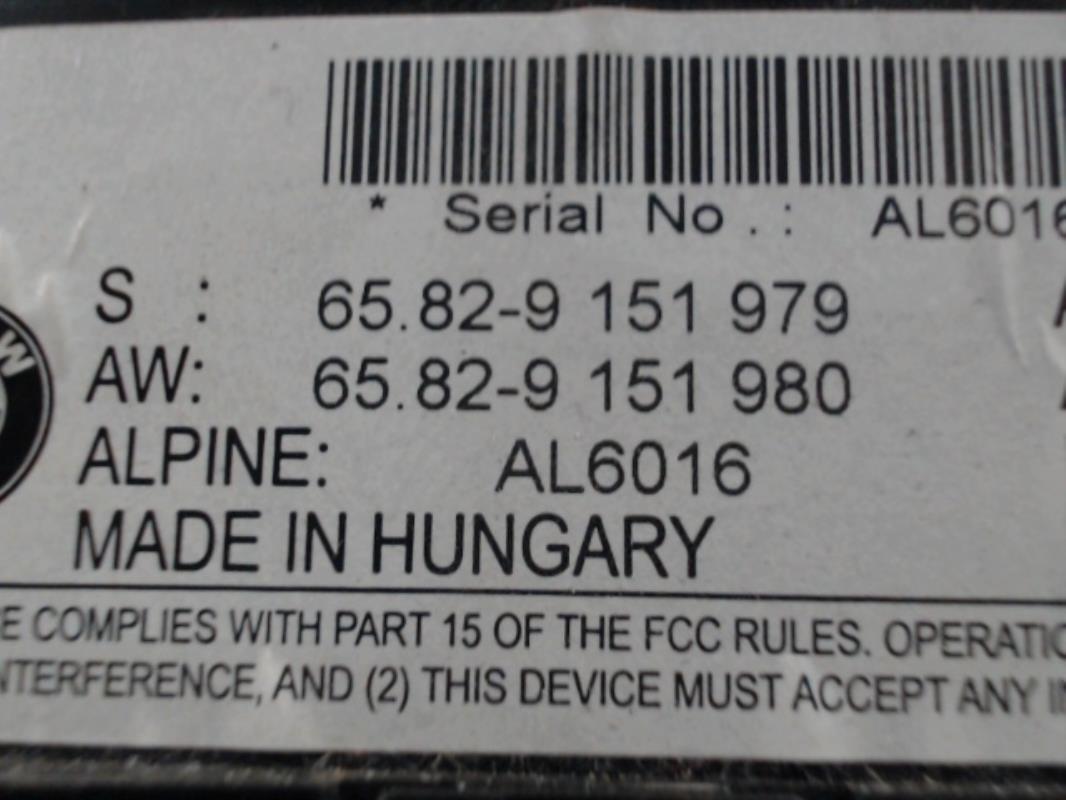 * Serial No.: AL6016
S : 65.82-9 151 979
AW: 65.82-9 151 980
W
ALPINE: AL6016
MADE IN HUNGARY
COMPLIES WITH PART 15 OF THE FCC RULES. OPERATIO
NTERFERENCE, AND (2) THIS DEVICE MUST ACCEPT ANY